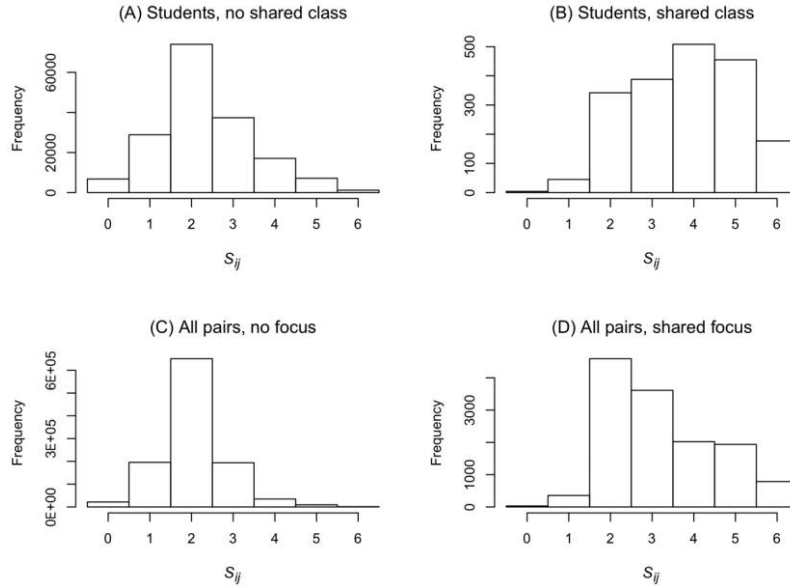 (A) Students, no shared class
Frequency
60000
20000
0
0 1 2 3 4 5 6
Sij
(B) Students, shared class
Frequency
500
300
100
0
0 1 2 3 4 5 6
Sij
(C) All pairs, no focus
Frequency
6E+05
3E+05
0E+00
0 1 2 3 4 5 6
Sij
(D) All pairs, shared focus
Frequency
3000
1000
0
0 1 2 3 4 5 6
Sij